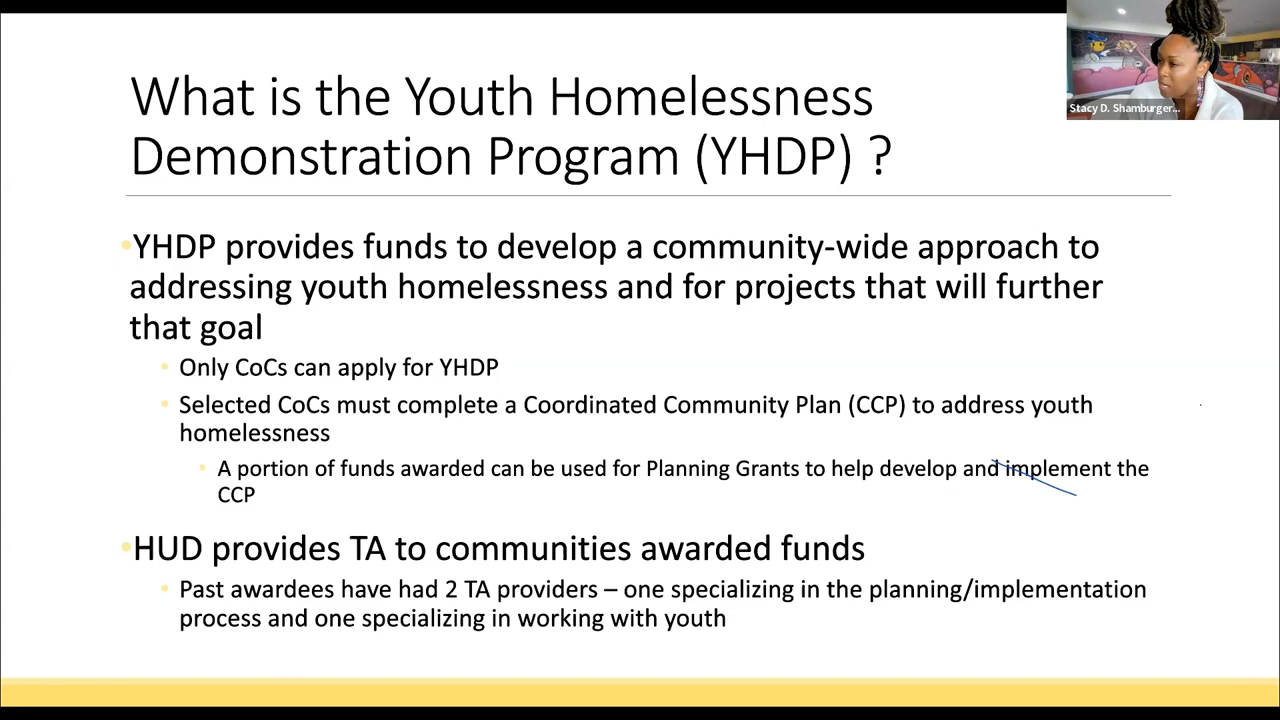 Stacy D. Shamburger...
What is the Youth Homelessness
Demonstration Program (YHDP) ?
•YHDP provides funds to develop a community-wide approach to
addressing youth homelessness and for projects that will further
that goal
• Only CoCs can apply for YHDP
• Selected CoCs must complete a Coordinated Community Plan (CCP) to address youth
homelessness
• A portion of funds awarded can be used for Planning Grants to help develop and implement the
CCP
•HUD provides TA to communities awarded funds
• Past awardees have had 2 TA providers – one specializing in the planning/implementation
process and one specializing in working with youth